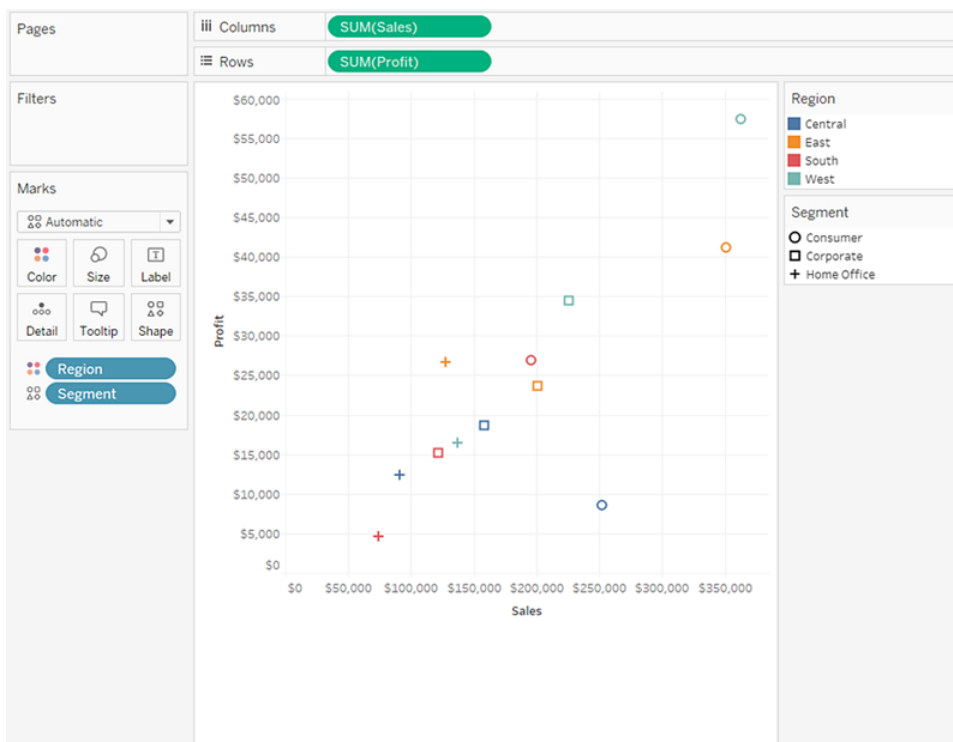 Pages
Columns
SUM(Sales)
Rows
SUM(Profit)
Filters
Marks
Automatic
Color
Size
Label
Detail
Tooltip
Shape
Region
Segment
$60,000
$55,000
$50,000
$45,000
$40,000
$35,000
$30,000
$25,000
$20,000
$15,000
$10,000
$5,000
$0
Profit
$0 $50,000 $100,000 $150,000 $200,000 $250,000 $300,000 $350,000
Sales
Region
Central
East
South
West
Segment
Consumer
Corporate
Home Office